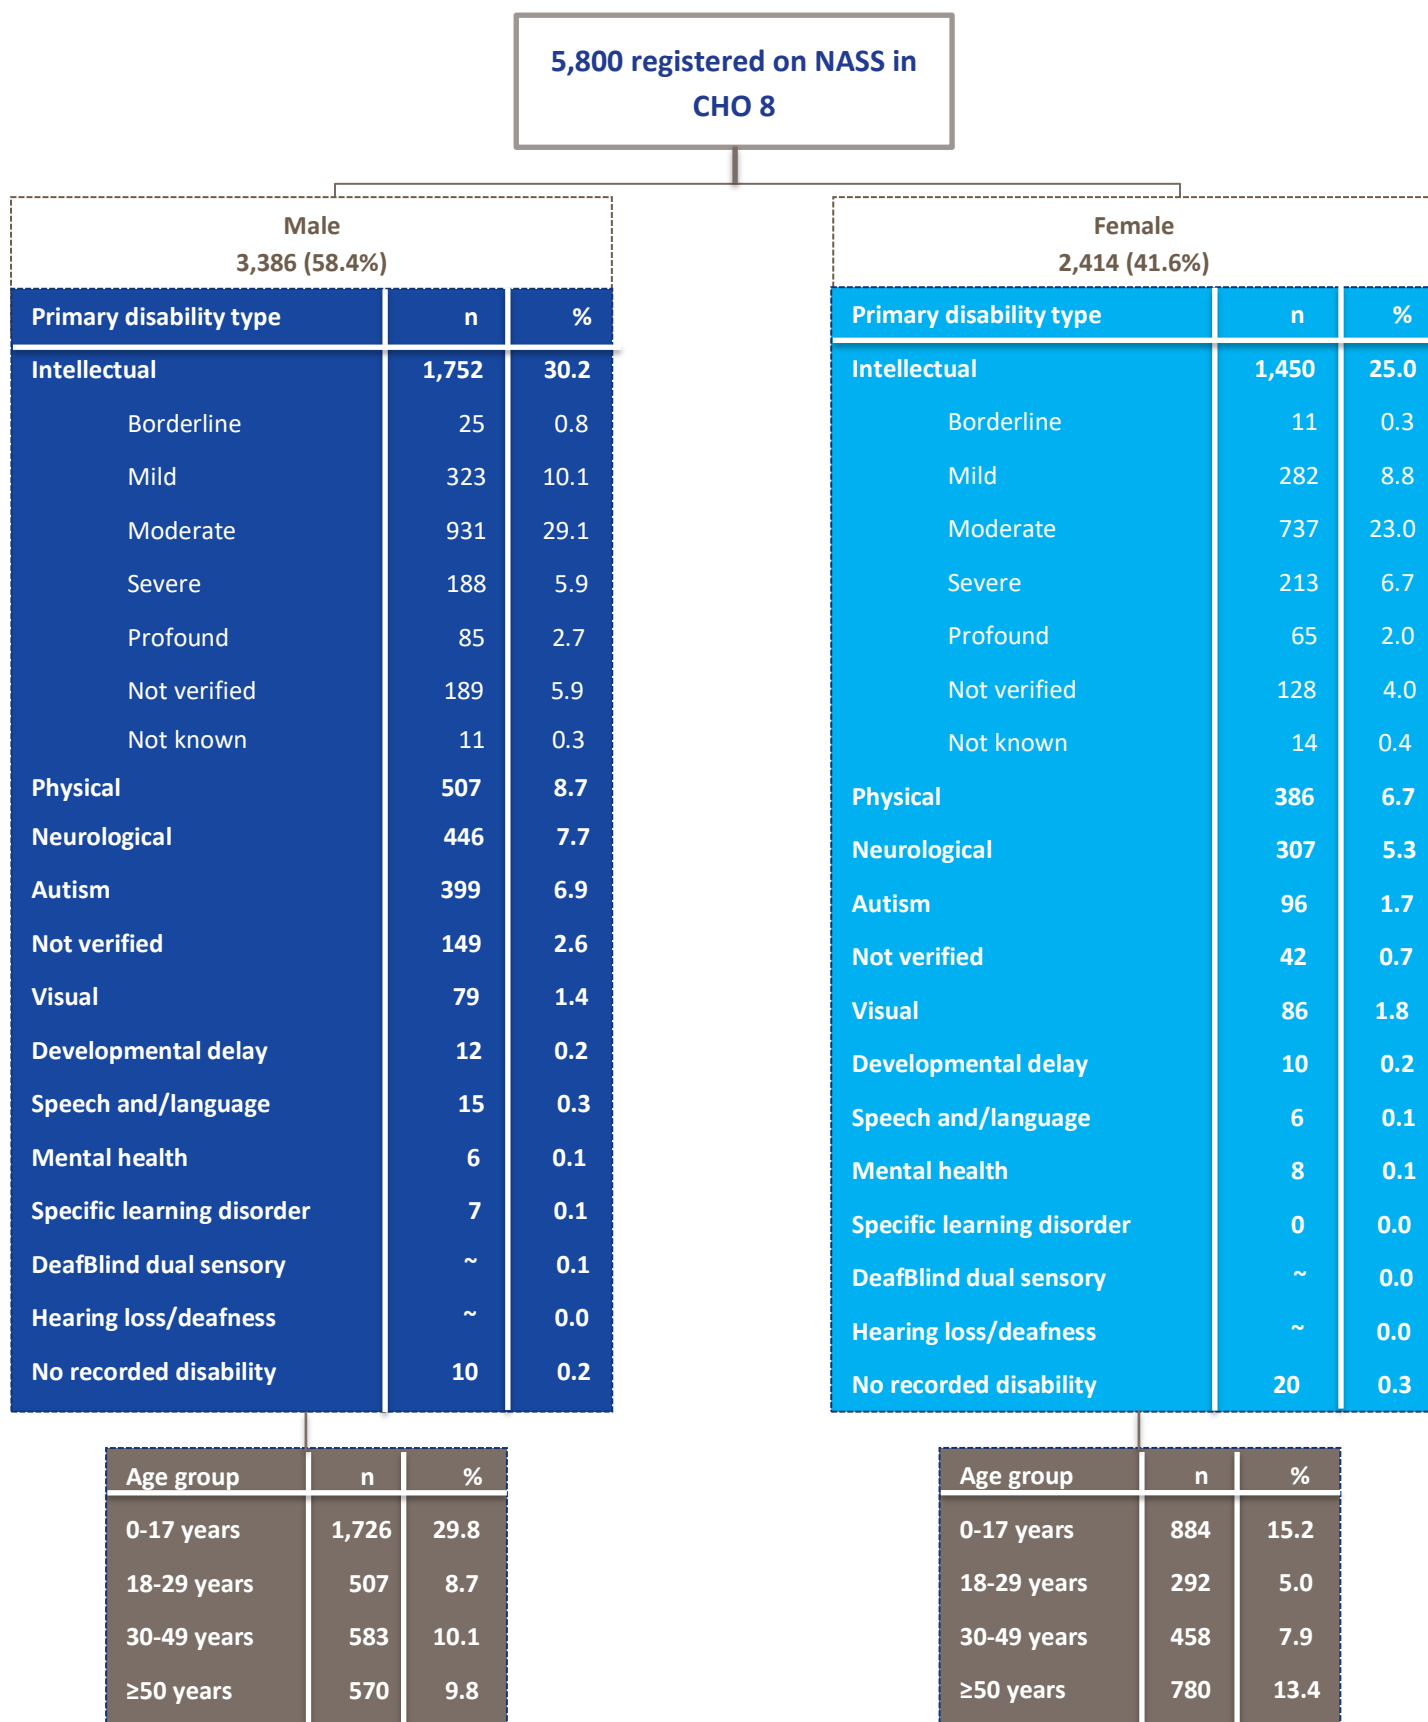 5,800 registered on NASS in
CHO 8
Male
3,386 (58.4%)
Primary disability type n %
Intellectual 1,752 30.2
Borderline 25 0.8
Mild 323 10.1
Moderate 931 29.1
Severe 188 5.9
Profound 85 2.7
Not verified 189 5.9
Not known 11 0.3
Physical 507 8.7
Neurological 446 7.7
Autism 399 6.9
Not verified 149 2.6
Visual 79 1.4
Developmental delay 12 0.2
Speech and/language 15 0.3
Mental health 6 0.1
Specific learning disorder 7 0.1
DeafBlind dual sensory ~ 0.1
Hearing loss/deafness ~ 0.0
No recorded disability 10 0.2
Age group n %
0-17 years 1,726 29.8
18-29 years 507 8.7
30-49 years 583 10.1
≥50 years 570 9.8
Female
2,414 (41.6%)
Primary disability type n %
Intellectual 1,450 25.0
Borderline 11 0.3
Mild 282 8.8
Moderate 737 23.0
Severe 213 6.7
Profound 65 2.0
Not verified 128 4.0
Not known 14 0.4
Physical 386 6.7
Neurological 307 5.3
Autism 96 1.7
Not verified 42 0.7
Visual 86 1.8
Developmental delay 10 0.2
Speech and/language 6 0.1
Mental health 8 0.1
Specific learning disorder 0 0.0
DeafBlind dual sensory ~ 0.0
Hearing loss/deafness ~ 0.0
No recorded disability 20 0.3
Age group n %
0-17 years 884 15.2
18-29 years 292 5.0
30-49 years 458 7.9
≥50 years 780 13.4